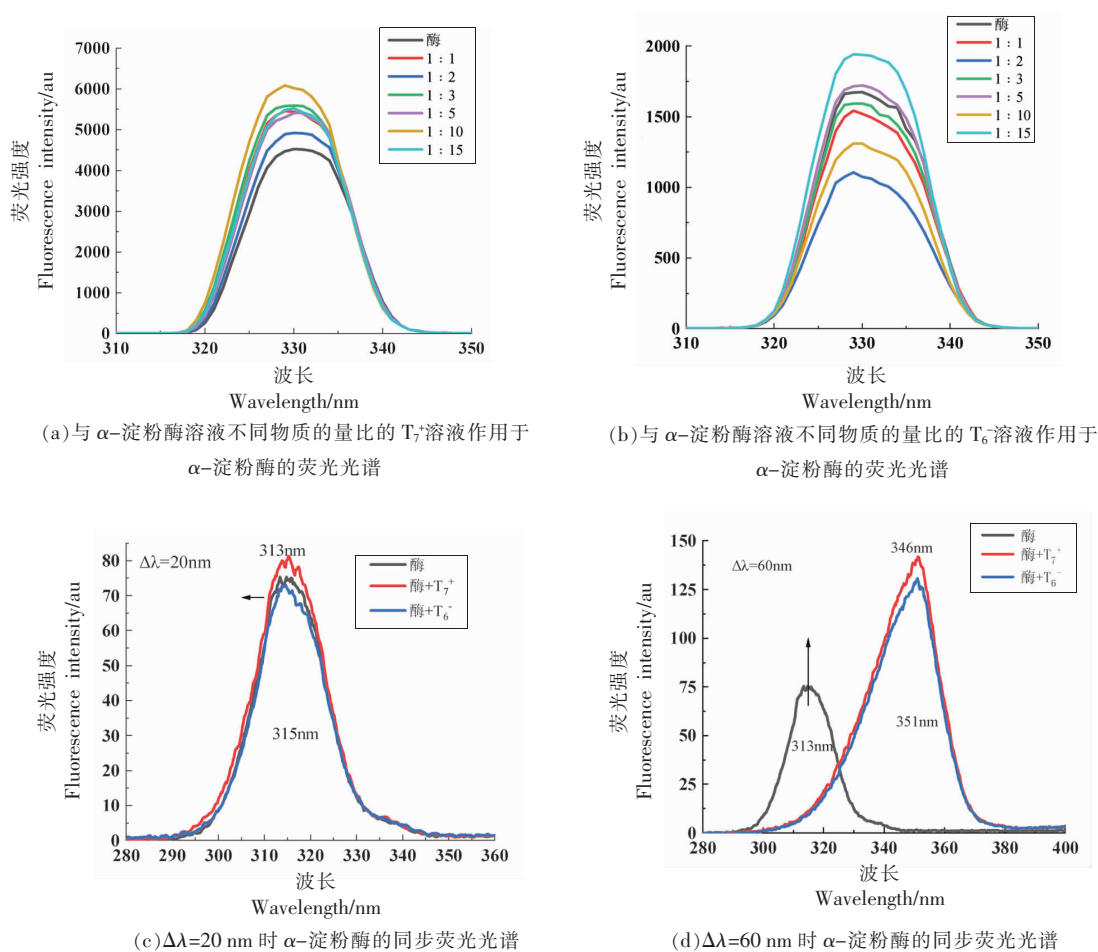 7000
6000
5000
4000
3000
2000
1000
0
310 320 330 340 350
荧光强度
Fluorescence intensity/au
酶
1：1
1：2
1：3
1：5
1：10
1：15
波长
Wavelength/nm
(a)与 α-淀粉酶溶液不同物质的量比的 T₇⁺溶液作用于
α-淀粉酶的荧光光谱
2000
1500
1000
500
0
310 320 330 340 350
荧光强度
Fluorescence intensity/au
酶
1：1
1：2
1：3
1：5
1：10
1：15
波长
Wavelength/nm
(b)与 α-淀粉酶溶液不同物质的量比的 T₆⁻溶液作用于
α-淀粉酶的荧光光谱
80
70
60
50
40
30
20
10
0
280 290 300 310 320 330 340 350 360
荧光强度
Fluorescence intensity/au
Δλ=20nm
313nm
315nm
酶
酶+T₇⁺
酶+T₆⁻
波长
Wavelength/nm
(c)Δλ=20 nm 时 α-淀粉酶的同步荧光光谱
150
125
100
75
50
25
0
280 300 320 340 360 380 400
荧光强度
Fluorescence intensity/au
Δλ=60nm
346nm
313nm
351nm
酶
酶+T₇⁺
酶+T₆⁻
波长
Wavelength/nm
(d)Δλ=60 nm 时 α-淀粉酶的同步荧光光谱